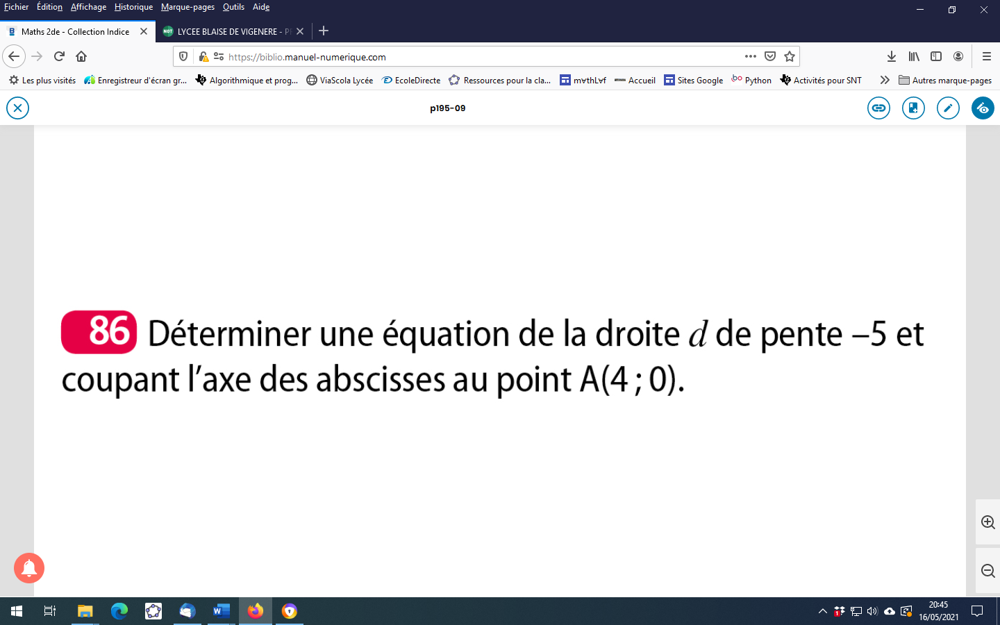 Fichier Édition Affichage Historique Marque-pages Outils Aide
Maths 2de - Collection Indice LYCEE BLAISE DE VIGENERE - P
https://biblio.manuel-numerique.com
Les plus visités Enregistreur d'écran gr... Algorithmique et prog... ViaScola Lycée EcoleDirecte Ressources pour la cla... m∀thL∀f Accueil Sites Google Python Activités pour SNT Autres marque-pages
p195-09
86 Déterminer une équation de la droite d de pente –5 et
coupant l'axe des abscisses au point A(4 ; 0).
20:45
16/05/2021